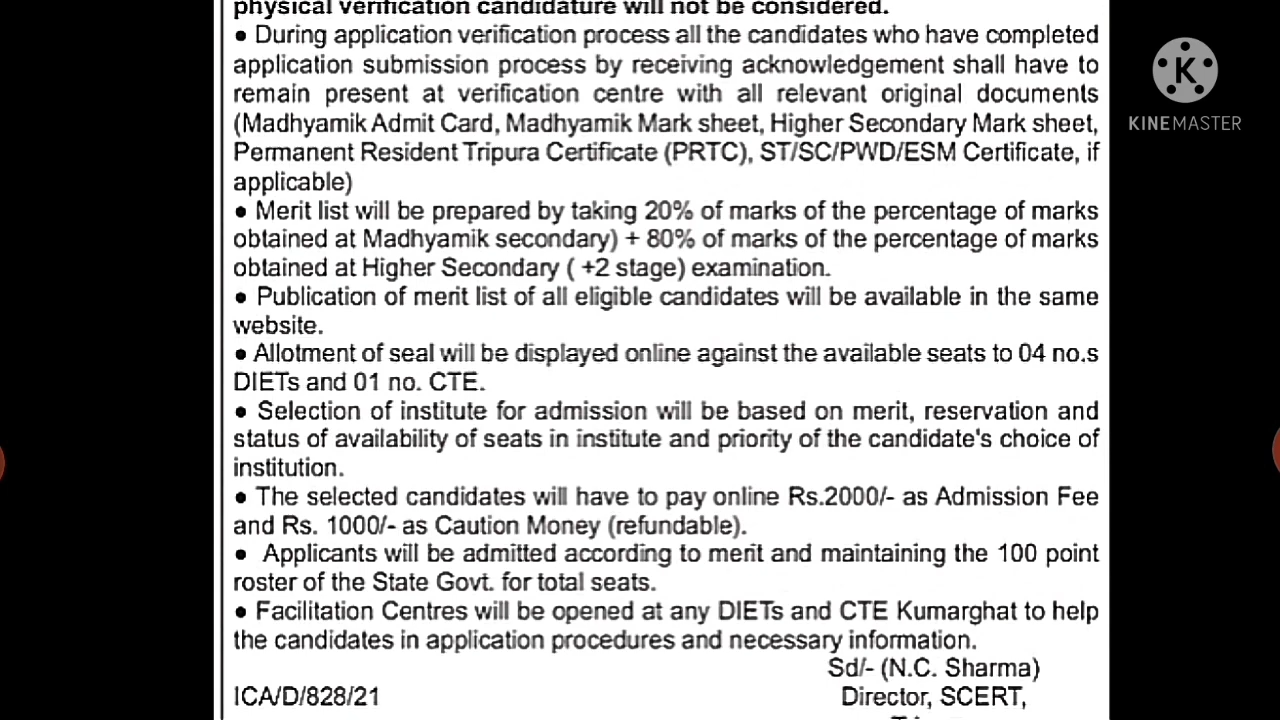 physical verification candidature will not be considered.
• During application verification process all the candidates who have completed
application submission process by receiving acknowledgement shall have to
remain present at verification centre with all relevant original documents
(Madhyamik Admit Card, Madhyamik Mark sheet, Higher Secondary Mark sheet,
Permanent Resident Tripura Certificate (PRTC), ST/SC/PWD/ESM Certificate, if
applicable)
• Merit list will be prepared by taking 20% of marks of the percentage of marks
obtained at Madhyamik secondary) + 80% of marks of the percentage of marks
obtained at Higher Secondary ( +2 stage) examination.
• Publication of merit list of all eligible candidates will be available in the same
website.
• Allotment of seal will be displayed online against the available seats to 04 no.s
DIETs and 01 no. CTE.
• Selection of institute for admission will be based on merit, reservation and
status of availability of seats in institute and priority of the candidate's choice of
institution.
• The selected candidates will have to pay online Rs.2000/- as Admission Fee
and Rs. 1000/- as Caution Money (refundable).
• Applicants will be admitted according to merit and maintaining the 100 point
roster of the State Govt. for total seats.
• Facilitation Centres will be opened at any DIETs and CTE Kumarghat to help
the candidates in application procedures and necessary information.
Sd/- (N.C. Sharma)
ICA/D/828/21 Director, SCERT,
K
KINEMASTER